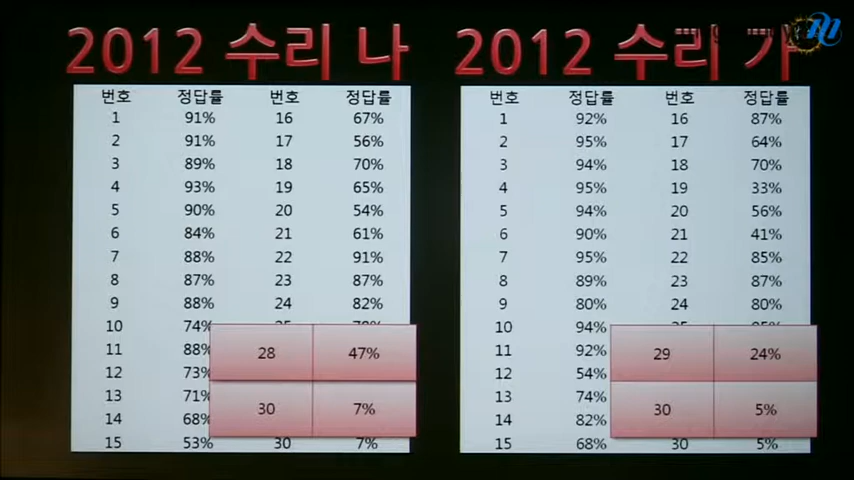 2012 수리 나
번호 정답률 번호 정답률
1 91% 16 67%
2 91% 17 56%
3 89% 18 70%
4 93% 19 65%
5 90% 20 54%
6 84% 21 61%
7 88% 22 91%
8 87% 23 87%
9 88% 24 82%
10 74%
11 88%
12 73%
13 71%
14 68%
15 53% 30 7%
28 47%
30 7%
2012 수리 가
번호 정답률 번호 정답률
1 92% 16 87%
2 95% 17 64%
3 94% 18 70%
4 95% 19 33%
5 94% 20 56%
6 90% 21 41%
7 95% 22 85%
8 89% 23 87%
9 80% 24 80%
10 94%
11 92%
12 54%
13 74%
14 82%
15 68% 30 5%
29 24%
30 5%